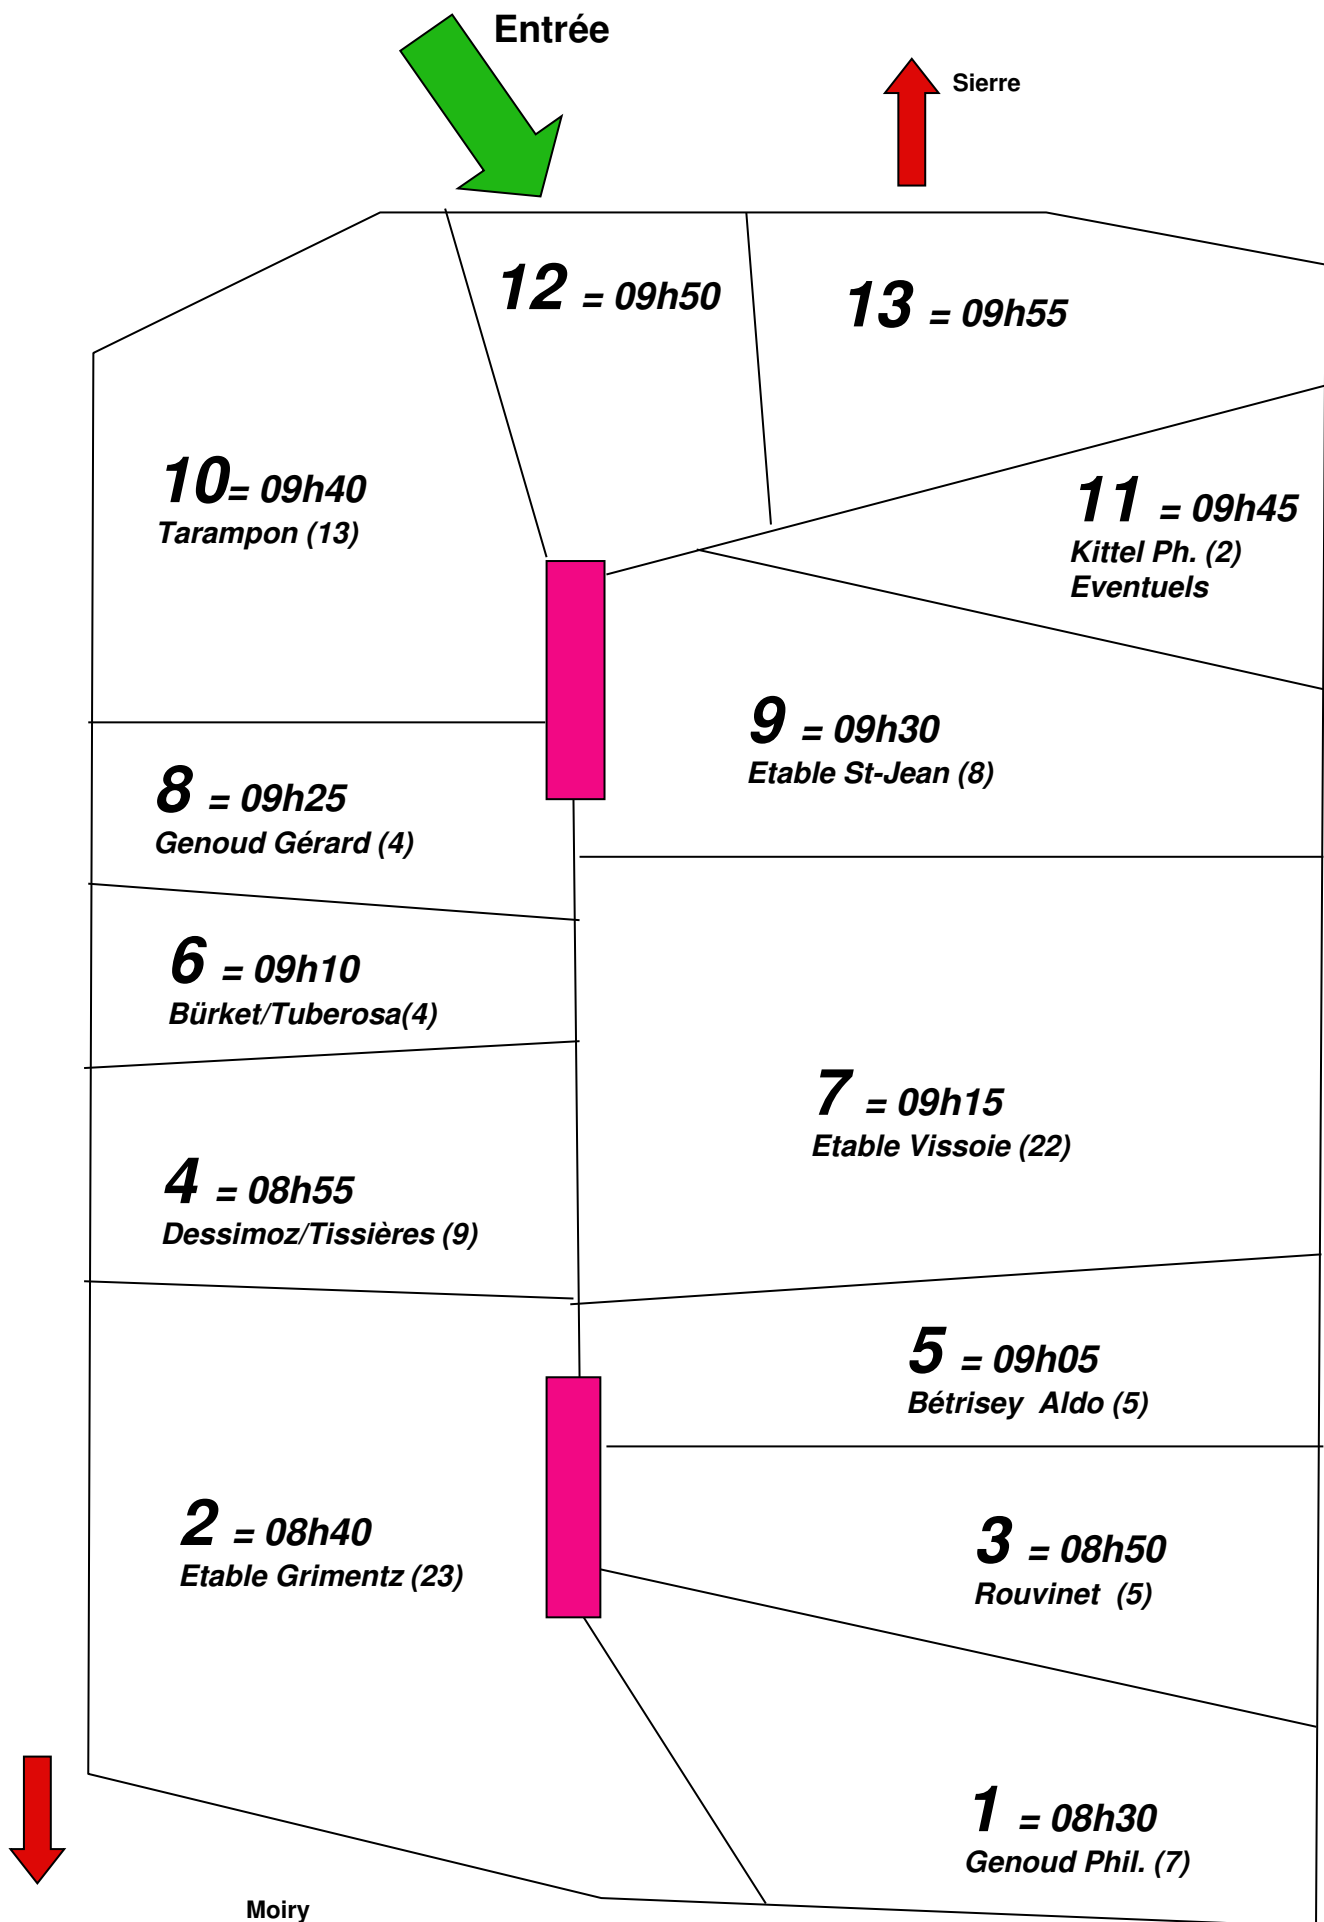 Entrée
Sierre
12 = 09h50
13 = 09h55
10= 09h40
Tarampon (13)
11 = 09h45
Kittel Ph. (2)
Eventuels
9 = 09h30
Etable St-Jean (8)
8 = 09h25
Genoud Gérard (4)
6 = 09h10
Bürket/Tuberosa(4)
7 = 09h15
Etable Vissoie (22)
4 = 08h55
Dessimoz/Tissières (9)
5 = 09h05
Bétrisey Aldo (5)
2 = 08h40
Etable Grimentz (23)
3 = 08h50
Rouvinet (5)
1 = 08h30
Genoud Phil. (7)
Moiry